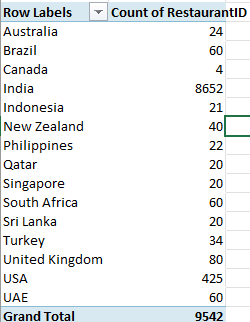 Row Labels Count of RestaurantID
Australia 24
Brazil 60
Canada 4
India 8652
Indonesia 21
New Zealand 40
Philippines 22
Qatar 20
Singapore 20
South Africa 60
Sri Lanka 20
Turkey 34
United Kingdom 80
USA 425
UAE 60
Grand Total 9542